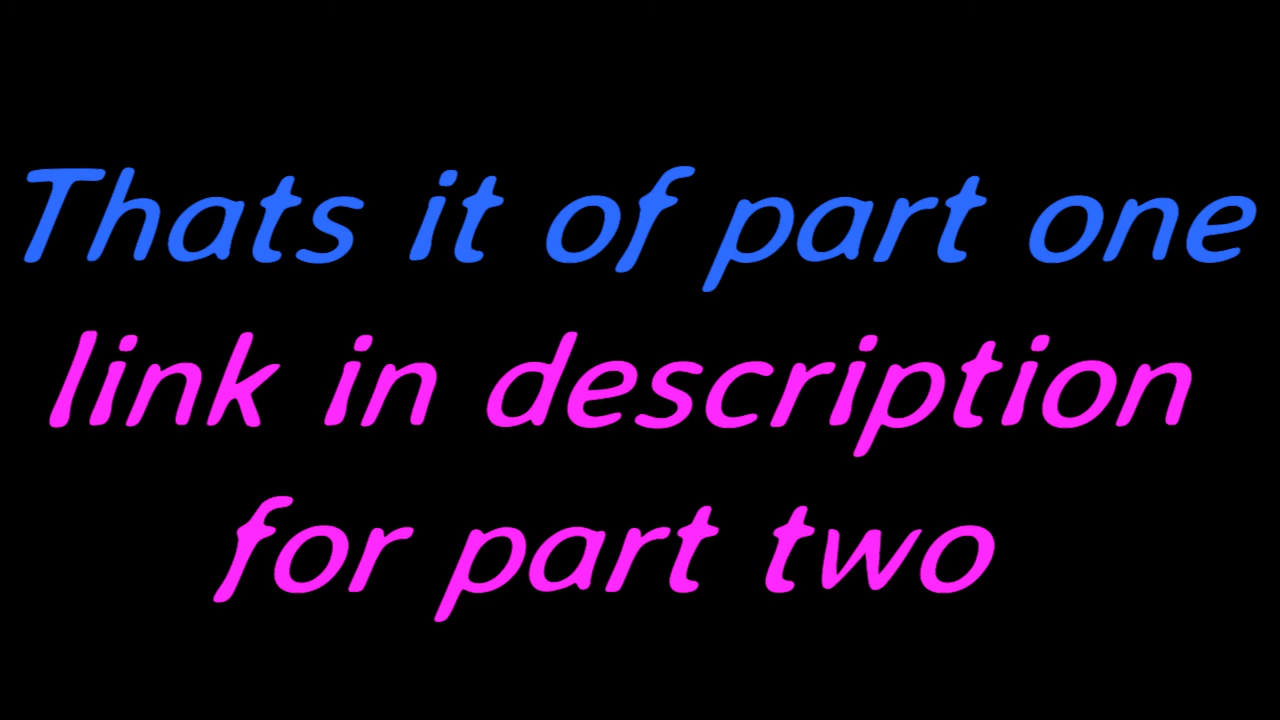 Thats it of part one
link in description
for part two